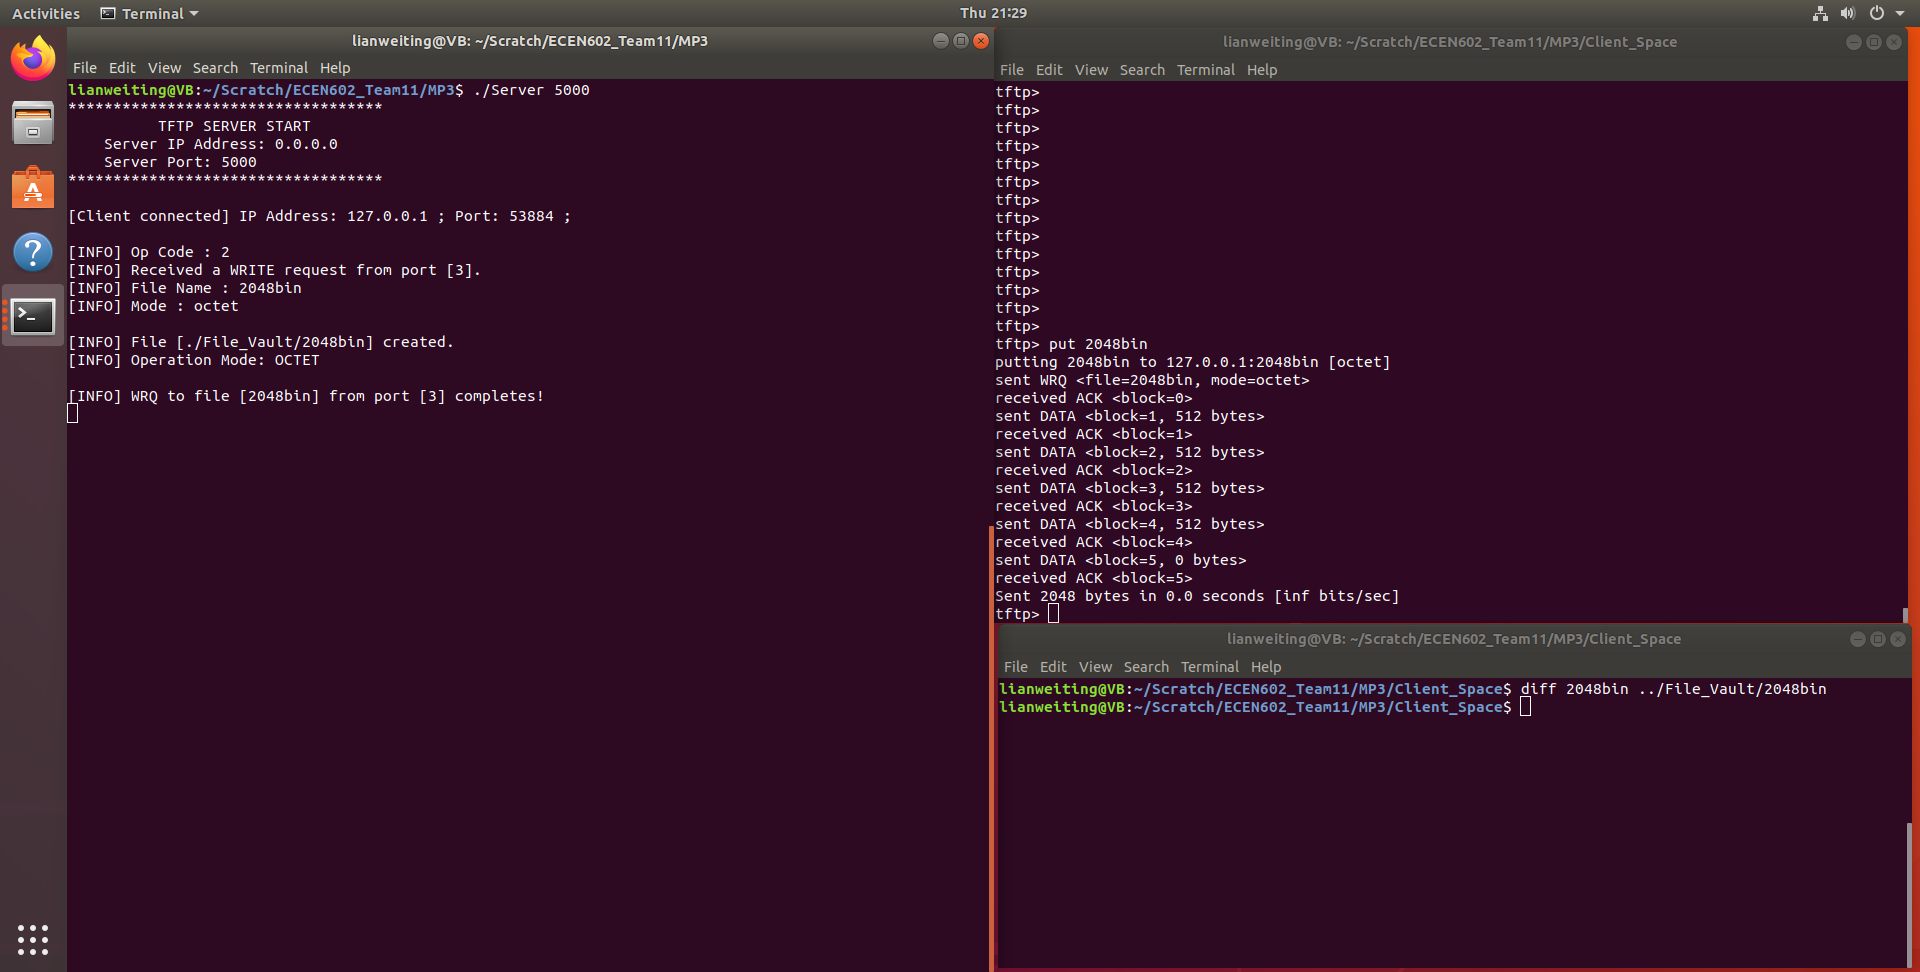 Activities Terminal Thu 21:29
lianweiting@VB: ~/Scratch/ECEN602_Team11/MP3
File Edit View Search Terminal Help
lianweiting@VB:~/Scratch/ECEN602_Team11/MP3$ ./Server 5000
***********************************
TFTP SERVER START
Server IP Address: 0.0.0.0
Server Port: 5000
***********************************
[Client connected] IP Address: 127.0.0.1 ; Port: 53884 ;
[INFO] Op Code : 2
[INFO] Received a WRITE request from port [3].
[INFO] File Name : 2048bin
[INFO] Mode : octet
[INFO] File [./File_Vault/2048bin] created.
[INFO] Operation Mode: OCTET
[INFO] WRQ to file [2048bin] from port [3] completes!
lianweiting@VB: ~/Scratch/ECEN602_Team11/MP3/Client_Space
File Edit View Search Terminal Help
tftp>
tftp>
tftp>
tftp>
tftp>
tftp>
tftp>
tftp>
tftp>
tftp>
tftp>
tftp>
tftp>
tftp>
tftp> put 2048bin
putting 2048bin to 127.0.0.1:2048bin [octet]
sent WRQ <file=2048bin, mode=octet>
received ACK <block=0>
sent DATA <block=1, 512 bytes>
received ACK <block=1>
sent DATA <block=2, 512 bytes>
received ACK <block=2>
sent DATA <block=3, 512 bytes>
received ACK <block=3>
sent DATA <block=4, 512 bytes>
received ACK <block=4>
sent DATA <block=5, 0 bytes>
received ACK <block=5>
Sent 2048 bytes in 0.0 seconds [inf bits/sec]
tftp>
lianweiting@VB: ~/Scratch/ECEN602_Team11/MP3/Client_Space
File Edit View Search Terminal Help
lianweiting@VB:~/Scratch/ECEN602_Team11/MP3/Client_Space$ diff 2048bin ../File_Vault/2048bin
lianweiting@VB:~/Scratch/ECEN602_Team11/MP3/Client_Space$